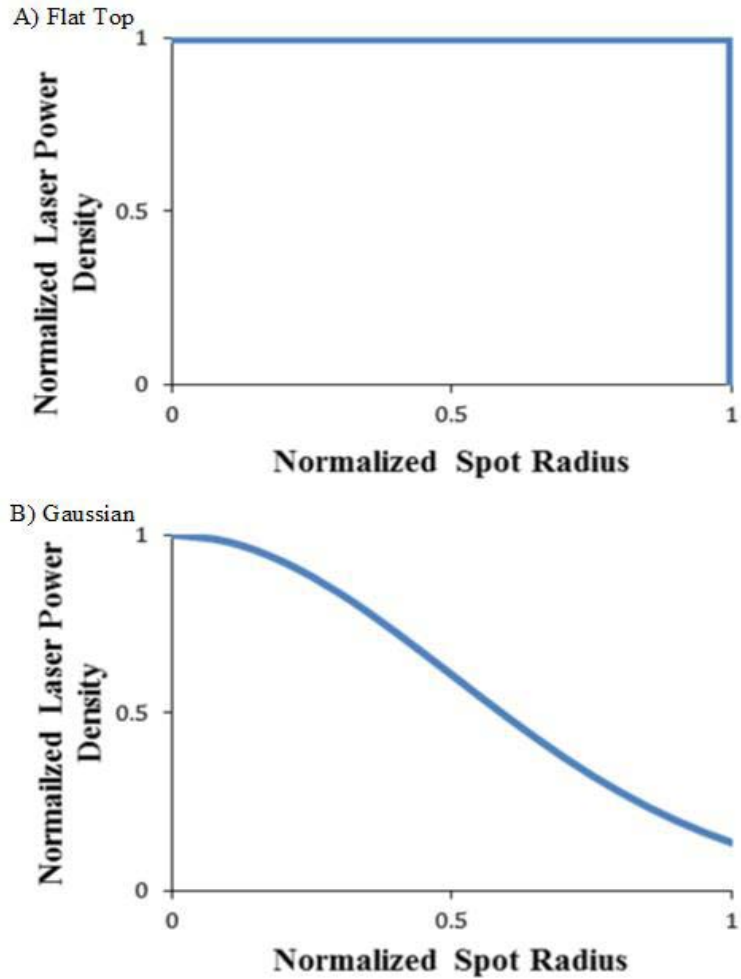 A) Flat Top
1
0.5
0
Normalized Laser Power
Density
0
0.5
1
Normalized Spot Radius
B) Gaussian
1
0.5
0
Normailzed Laser Power
Density
0
0.5
1
Normalized Spot Radius